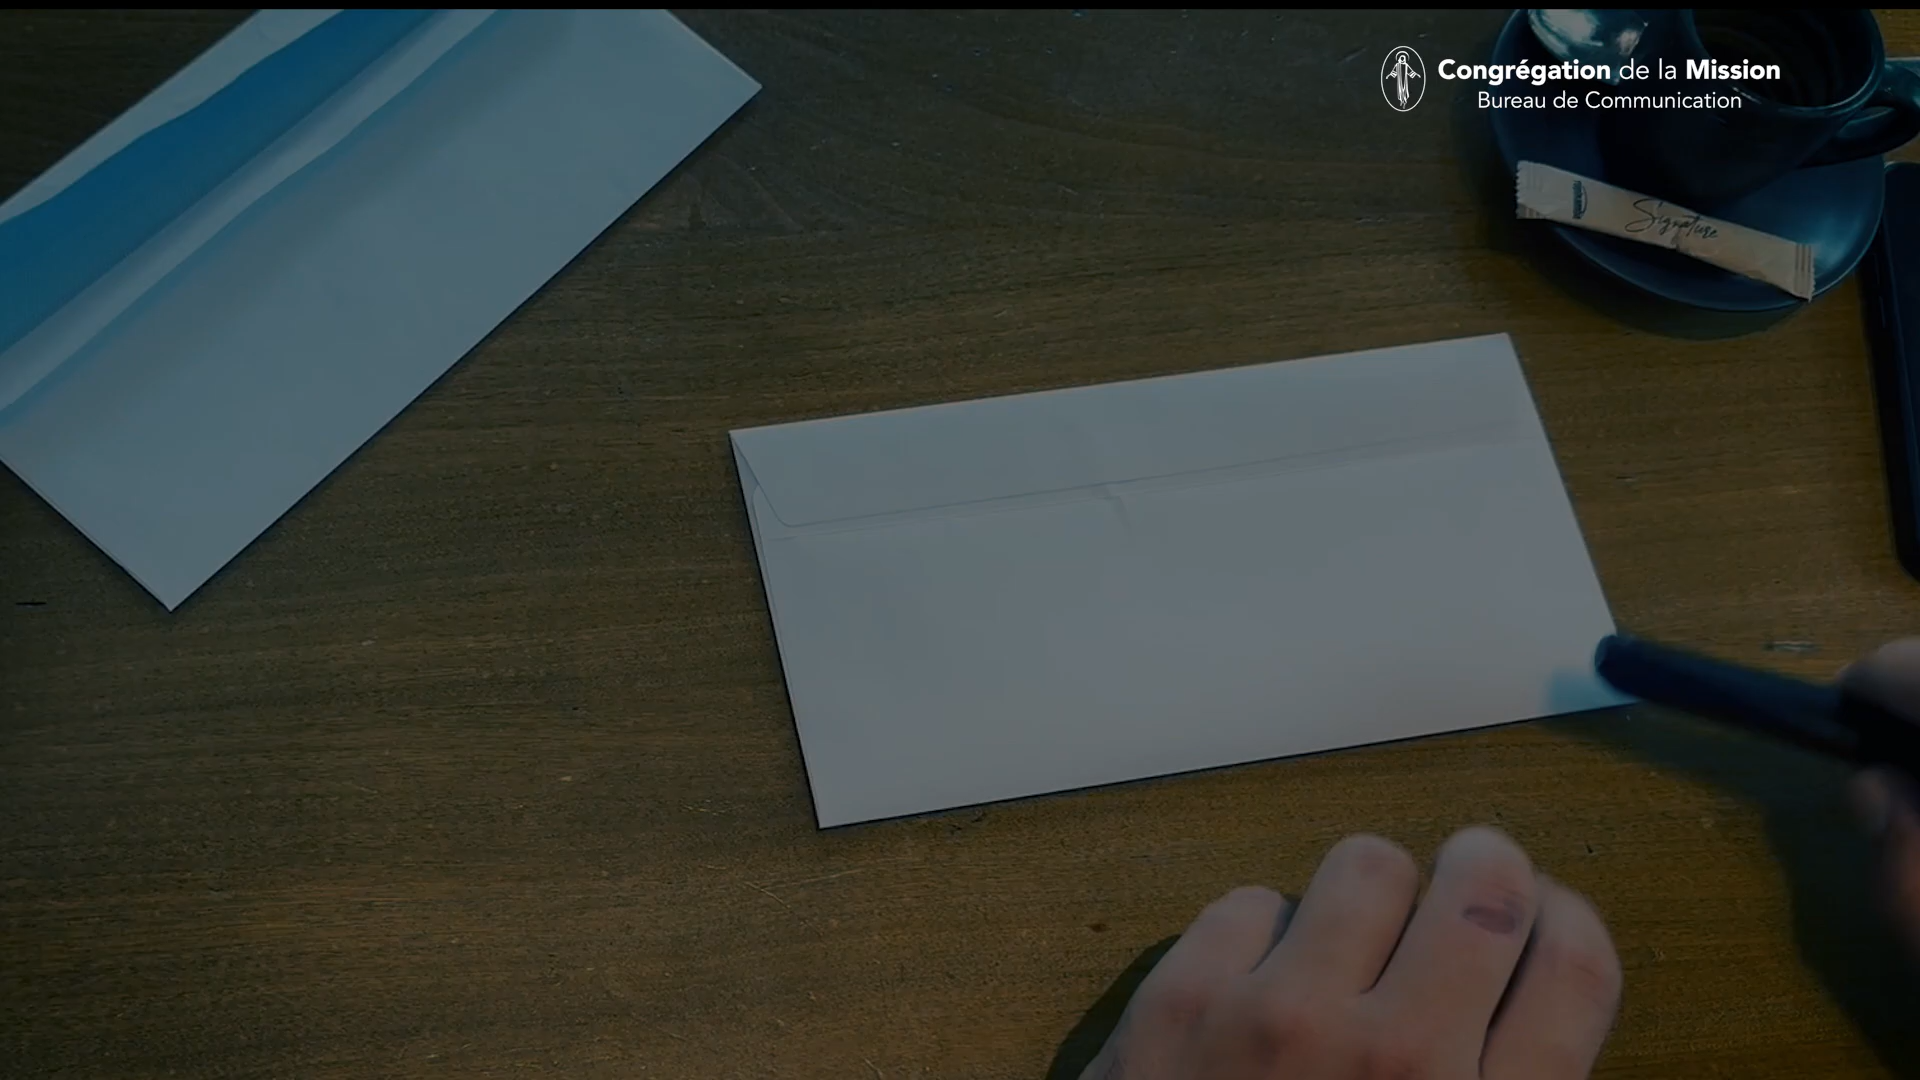 Congrégation de la Mission
Bureau de Communication
Signature